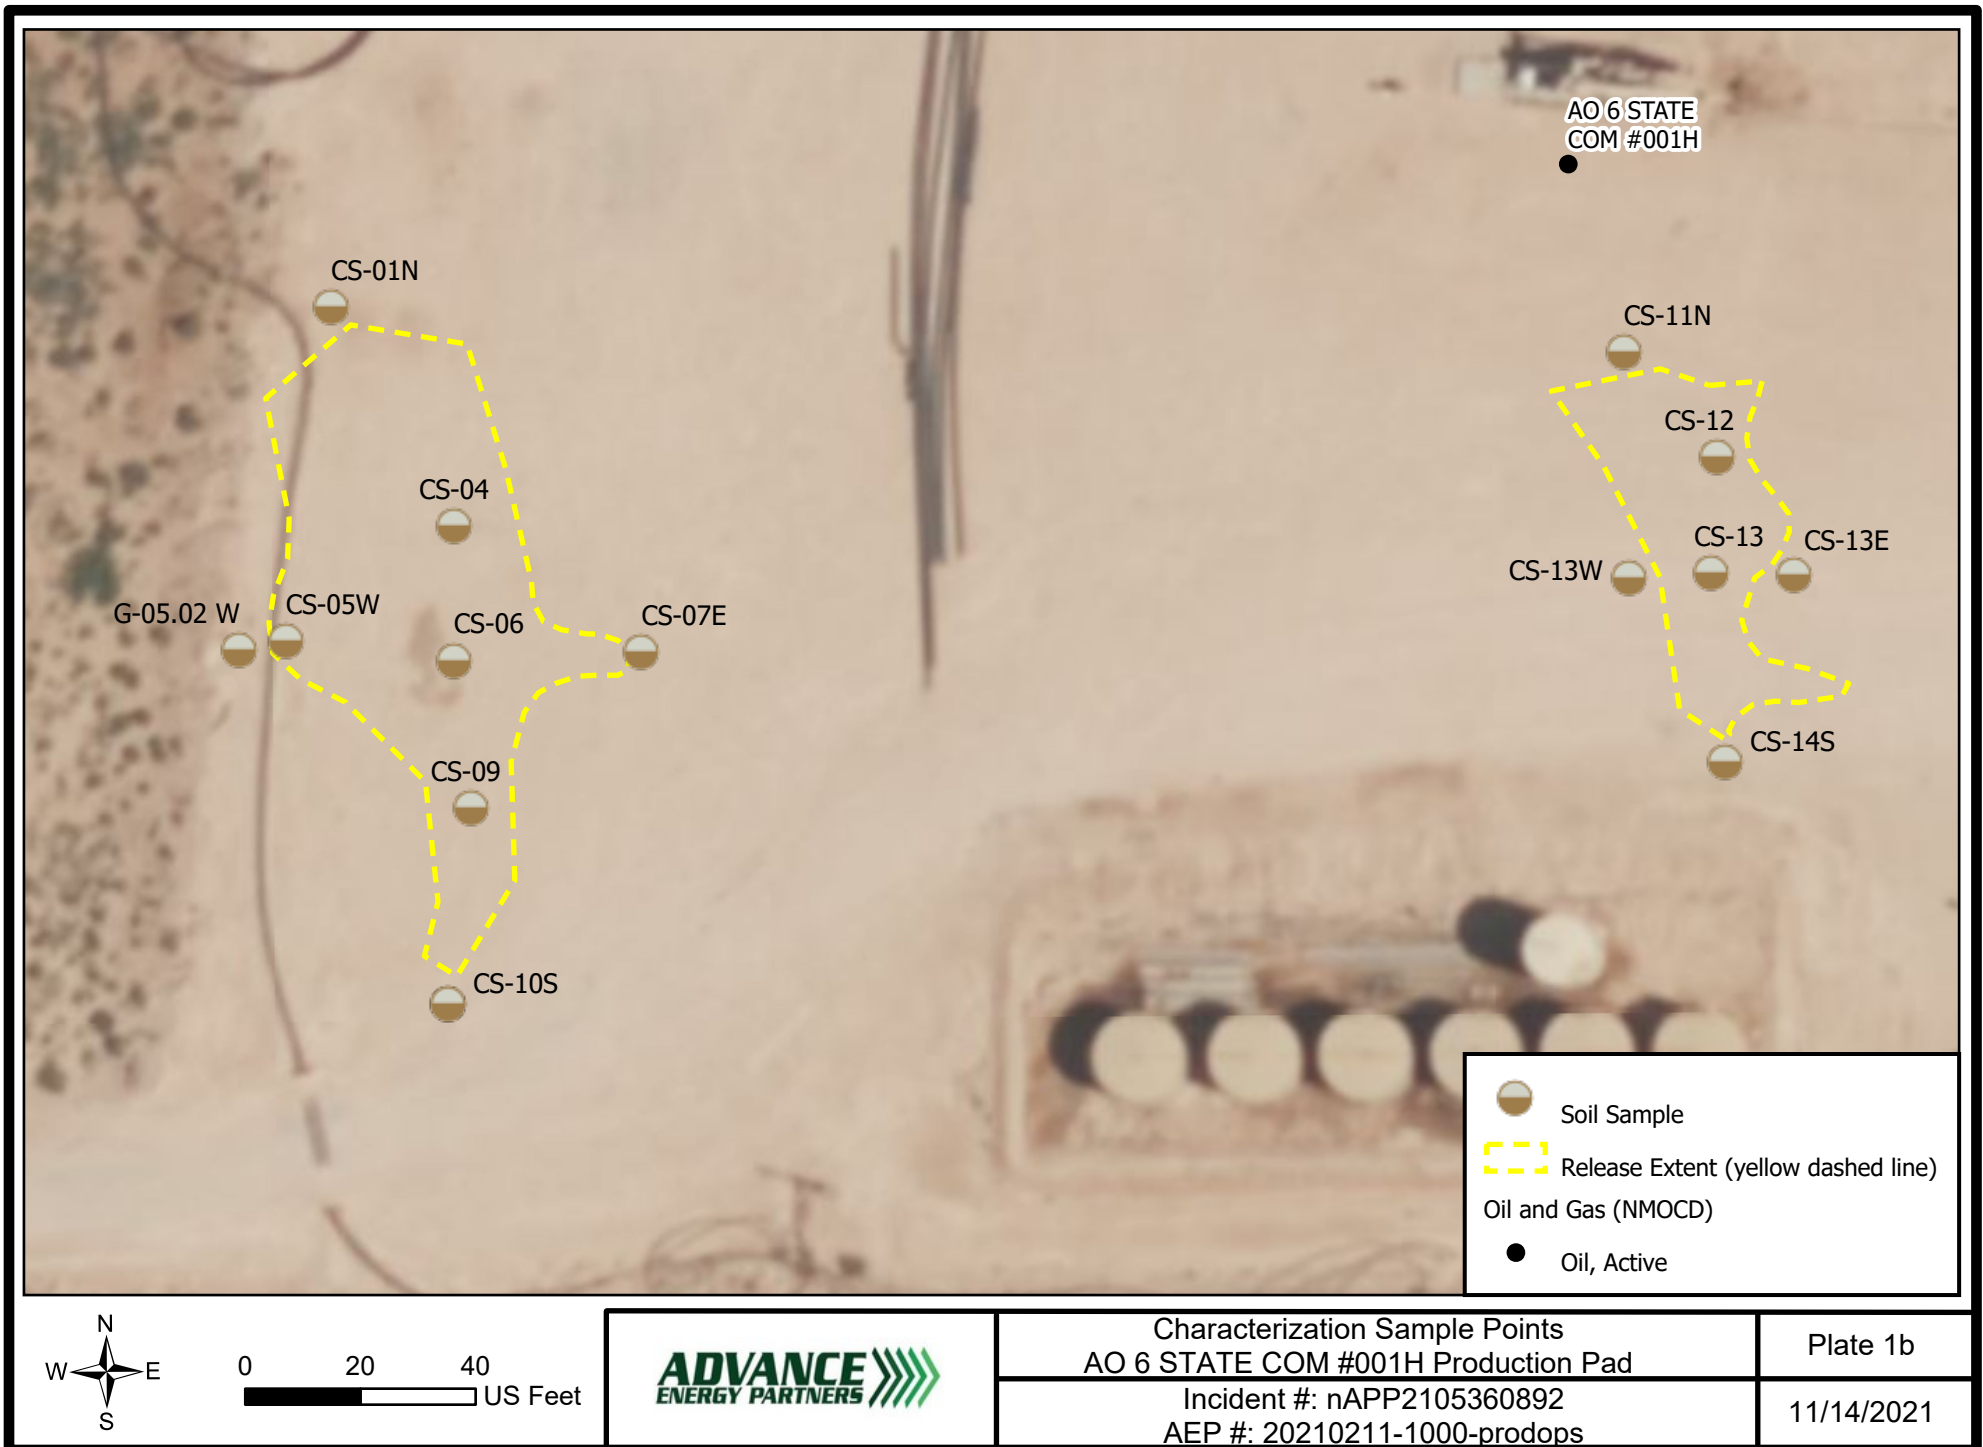 AO 6 STATE
COM #001H
CS-01N
CS-11N
CS-12
CS-04
CS-13
CS-13E
CS-13W
CS-05W
G-05.02 W
CS-06
CS-07E
CS-14S
CS-09
CS-10S
Soil Sample
Release Extent (yellow dashed line)
Oil and Gas (NMOCD)
Oil, Active
N
W E
S
0 20 40
US Feet
ADVANCE
ENERGY PARTNERS
Characterization Sample Points
AO 6 STATE COM #001H Production Pad
Incident #: nAPP2105360892
AEP #: 20210211-1000-prodops
Plate 1b
11/14/2021